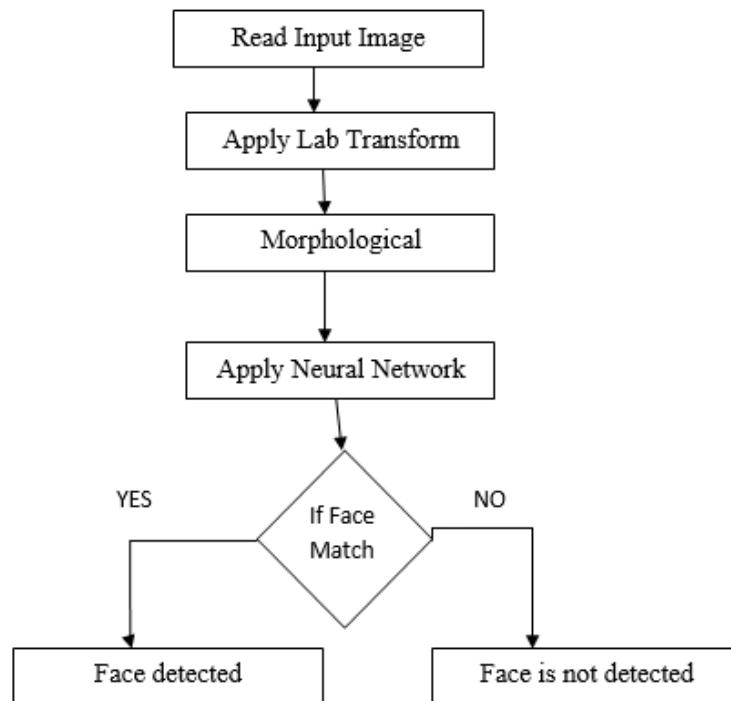 Read Input Image
Apply Lab Transform
Morphological
Apply Neural Network
If Face
Match
YES
NO
Face detected
Face is not detected